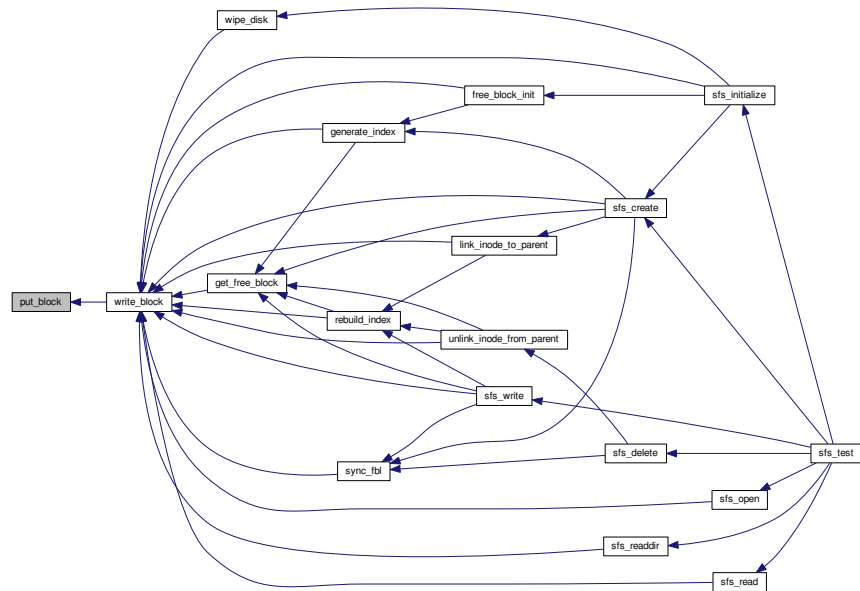 wipe_disk
sfs_initialize
free_block_init
generate_index
sfs_create
link_inode_to_parent
get_free_block
put_block
write_block
rebuild_index
unlink_inode_from_parent
sfs_write
sfs_test
sfs_delete
sync_fbl
sfs_open
sfs_readdir
sfs_read